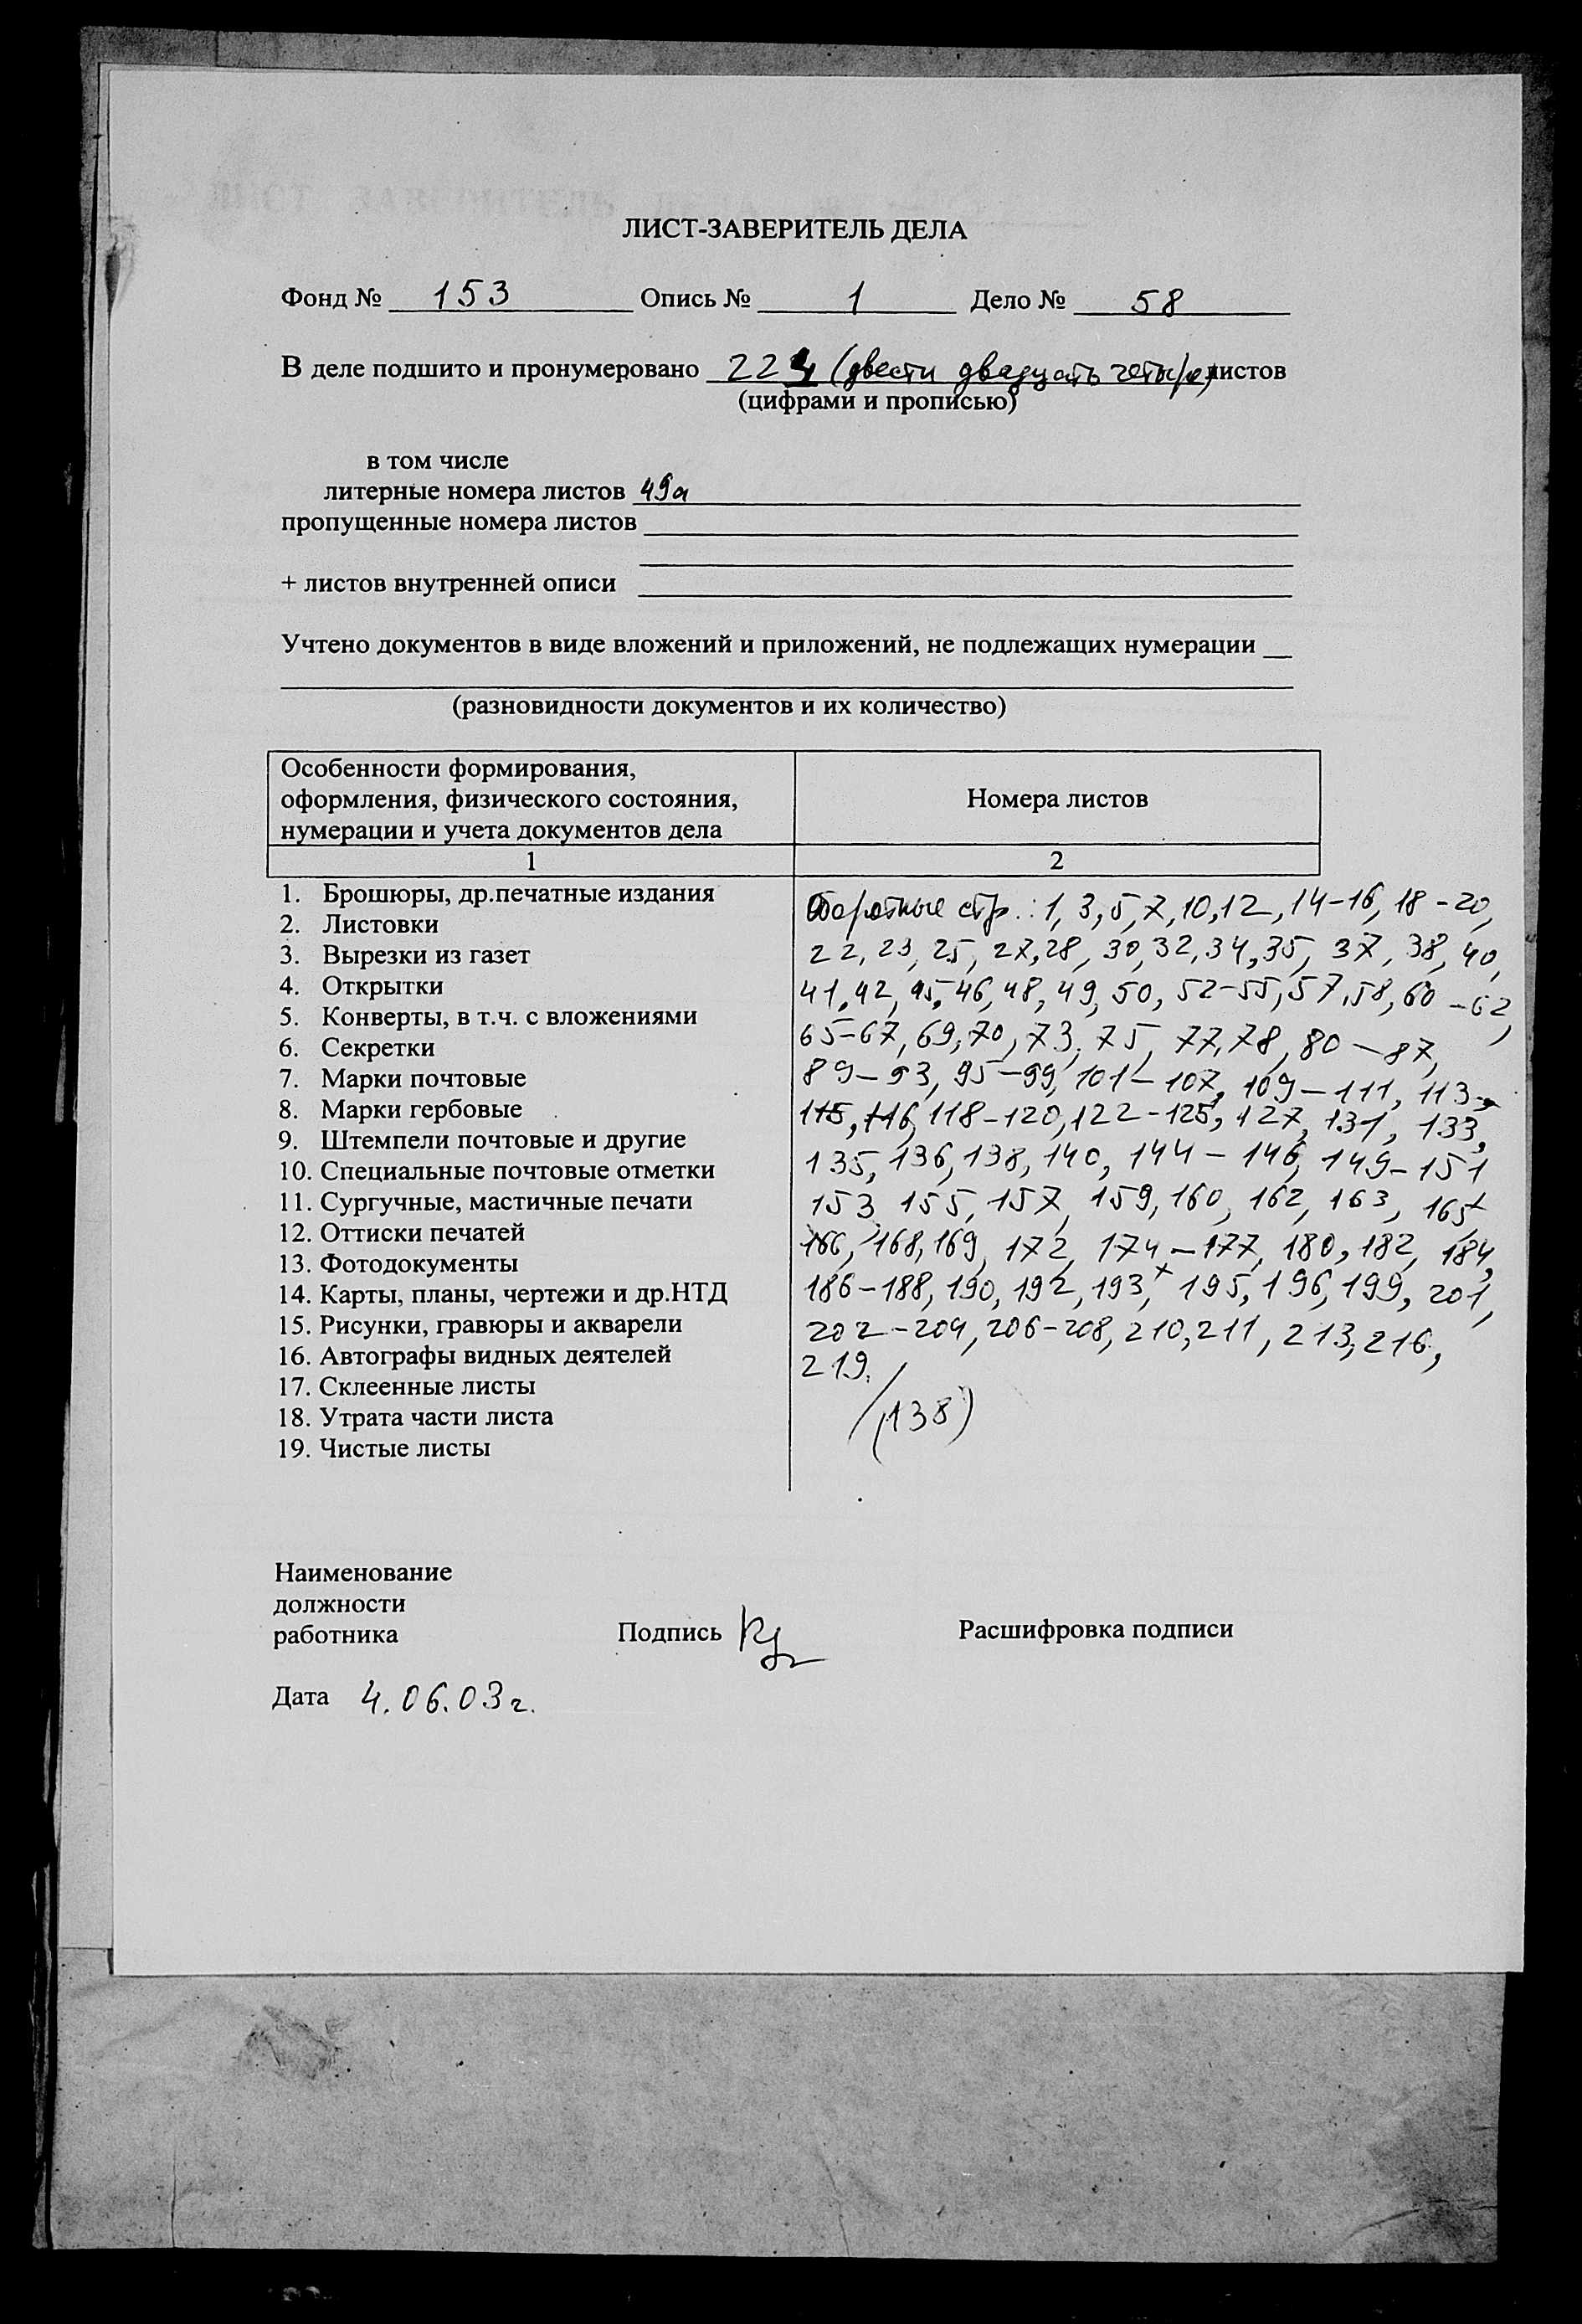 ЛИСТ-ЗАВЕРИТЕЛЬ ДЕЛА
Фонд № 153 Опись № 1 Дело № 58
В деле подшито и пронумеровано 224 (двести двадцать четыре) листов
(цифрами и прописью)
в том числе
литерные номера листов 49а
пропущенные номера листов
+ листов внутренней описи
Учтено документов в виде вложений и приложений, не подлежащих нумерации
(разновидности документов и их количество)
Особенности формирования,
оформления, физического состояния,
нумерации и учета документов дела
Номера листов
1 2
1. Брошюры, др.печатные издания
2. Листовки
3. Вырезки из газет
4. Открытки
5. Конверты, в т.ч. с вложениями
6. Секретки
7. Марки почтовые
8. Марки гербовые
9. Штемпели почтовые и другие
10. Специальные почтовые отметки
11. Сургучные, мастичные печати
12. Оттиски печатей
13. Фотодокументы
14. Карты, планы, чертежи и др.НТД
15. Рисунки, гравюры и акварели
16. Автографы видных деятелей
17. Склеенные листы
18. Утрата части листа
19. Чистые листы
Оборотные стр.: 1, 3, 5, 7, 10, 12, 14-16, 18-20,
22, 23, 25, 27, 28, 30, 32, 34, 35, 37, 38, 40,
41, 42, 45, 46, 48, 49, 50, 52-55, 57, 58, 60-62,
65-67, 69, 70, 73, 75, 77, 78, 80-87,
89-93, 95-99, 101-107, 109-111, 113,
115, 116, 118-120, 122-125, 127, 131, 133,
135, 136, 138, 140, 144-146, 149-151
153, 155, 157, 159, 160, 162, 163, 165,
166, 168, 169, 172, 174-177, 180, 182, 184,
186-188, 190, 192, 193, 195, 196, 199, 201,
202-204, 206-208, 210, 211, 213, 216,
219.
(138)
Наименование
должности
работника
Подпись
Расшифровка подписи
Дата 4.06.03г.